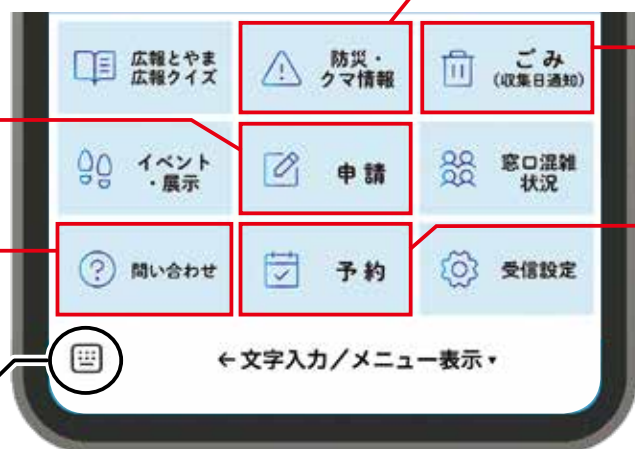 広報とやま
広報クイズ
防災・
クマ情報
ごみ
(収集日通知)
イベント
・展示
申請
窓口混雑
状況
問い合わせ
予約
受信設定
←文字入力/メニュー表示▼